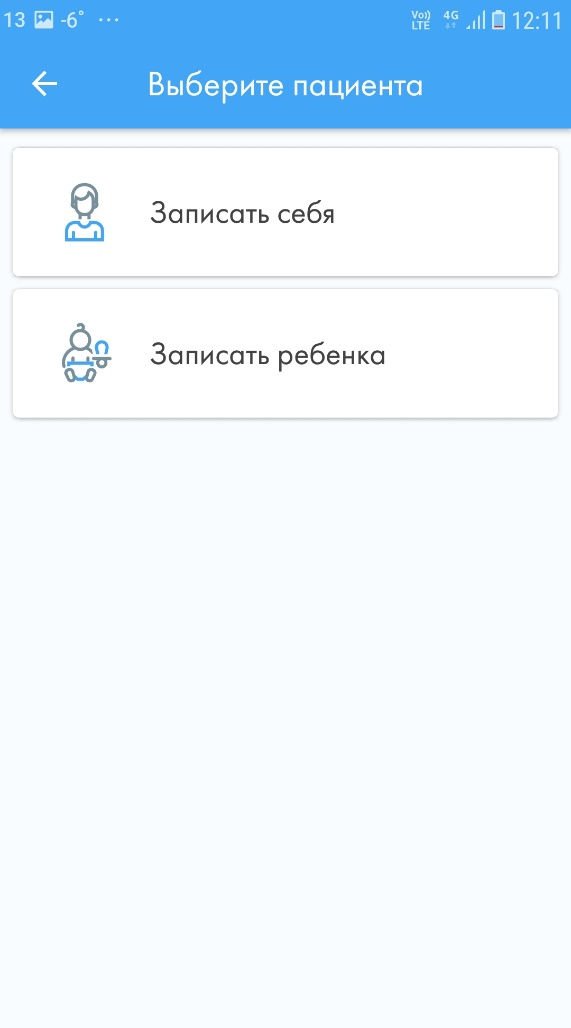 13 -6° ... Vo)) LTE 4G 12:11
Выберите пациента
Записать себя
Записать ребенка